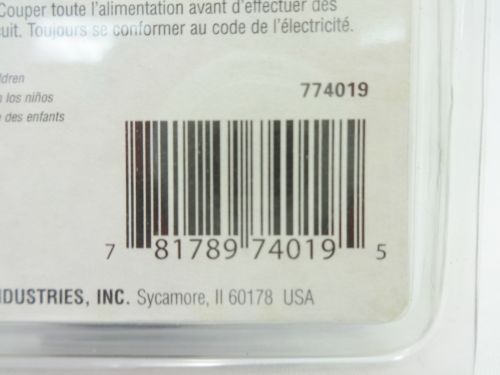 Couper toute l'alimentation avant d'effectuer des
uit. Toujours se conformer au code de l'électricité.
ldren
los niños
des enfants
774019
7 81789 74019 5
NDUSTRIES, INC. Sycamore, Il 60178 USA